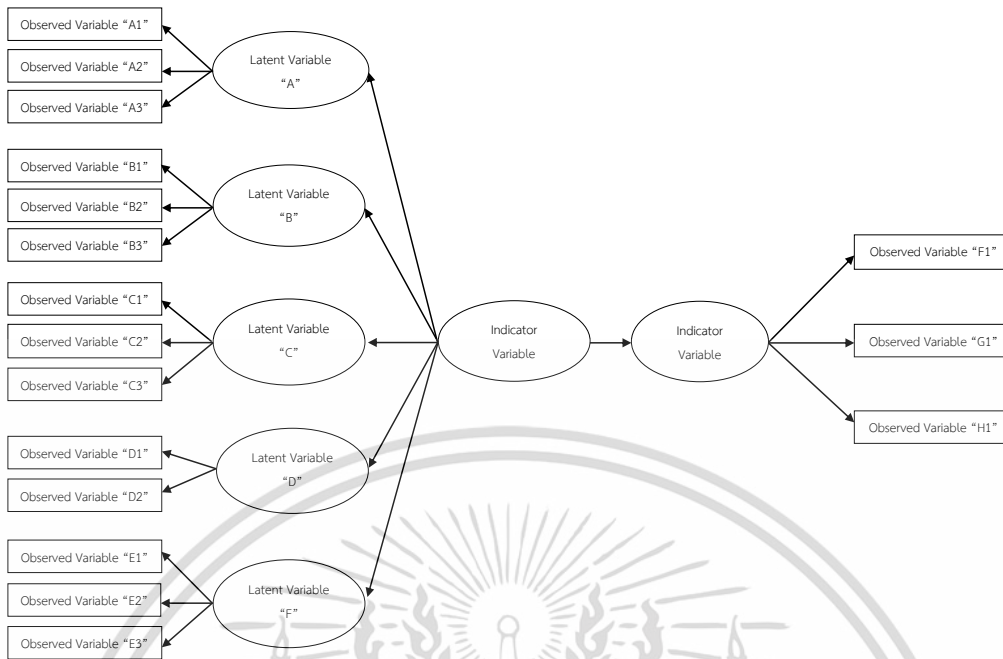 Observed Variable “A1”
Observed Variable “A2”
Observed Variable “A3”
Latent Variable
“A”
Observed Variable “B1”
Observed Variable “B2”
Observed Variable “B3”
Latent Variable
“B”
Observed Variable “C1”
Observed Variable “C2”
Observed Variable “C3”
Latent Variable
“C”
Observed Variable “D1”
Observed Variable “D2”
Latent Variable
“D”
Observed Variable “E1”
Observed Variable “E2”
Observed Variable “E3”
Latent Variable
“F”
Indicator
Variable
Indicator
Variable
Observed Variable “F1”
Observed Variable “G1”
Observed Variable “H1”